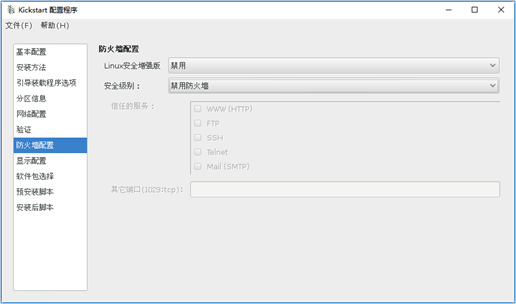 Kickstart 配置程序
文件(F) 帮助(H)
基本配置
安装方法
引导装载程序选项
分区信息
网络配置
验证
防火墙配置
显示配置
软件包选择
预安装脚本
安装后脚本
防火墙配置
Linux安全增强版 禁用
安全级别： 禁用防火墙
信任的服务：
WWW (HTTP)
FTP
SSH
Telnet
Mail (SMTP)
其它端口(1029:tcp):